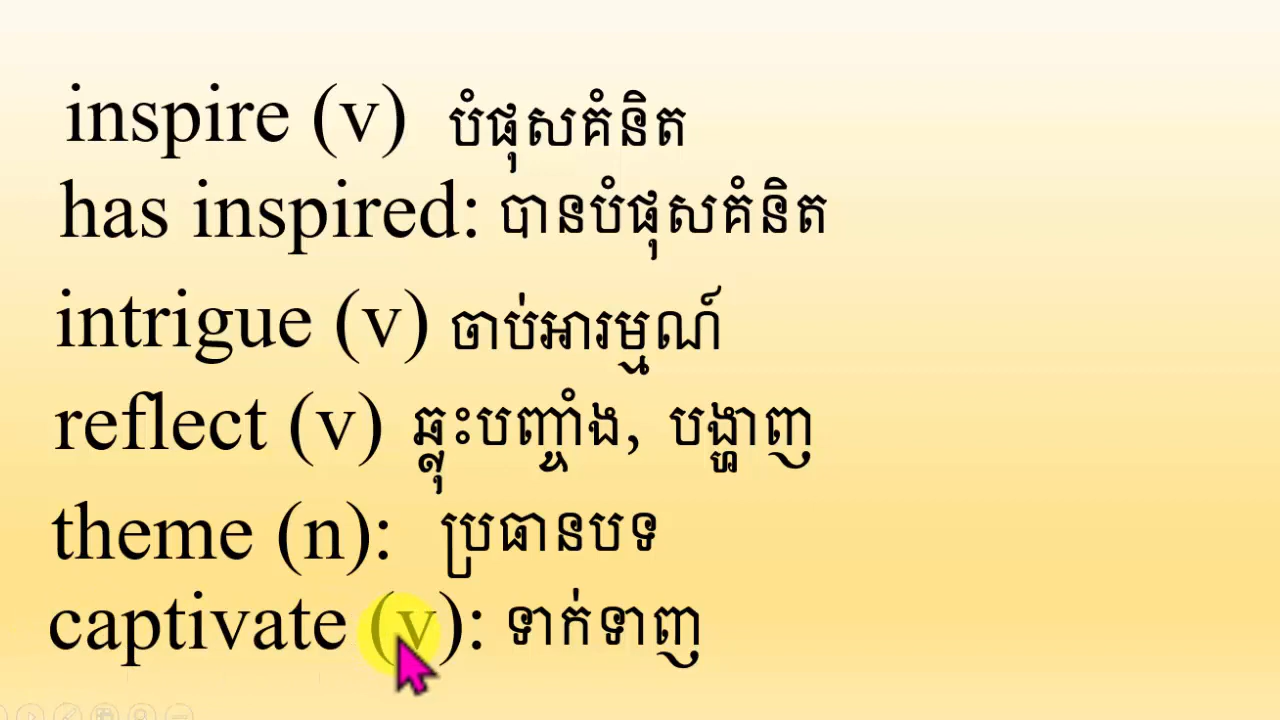 inspire (v) បំផុសគំនិត
has inspired: បានបំផុសគំនិត
intrigue (v) ចាប់អារម្មណ៍
reflect (v) ឆ្លុះបញ្ចាំង, បង្ហាញ
theme (n): ប្រធានបទ
captivate (v): ទាក់ទាញ